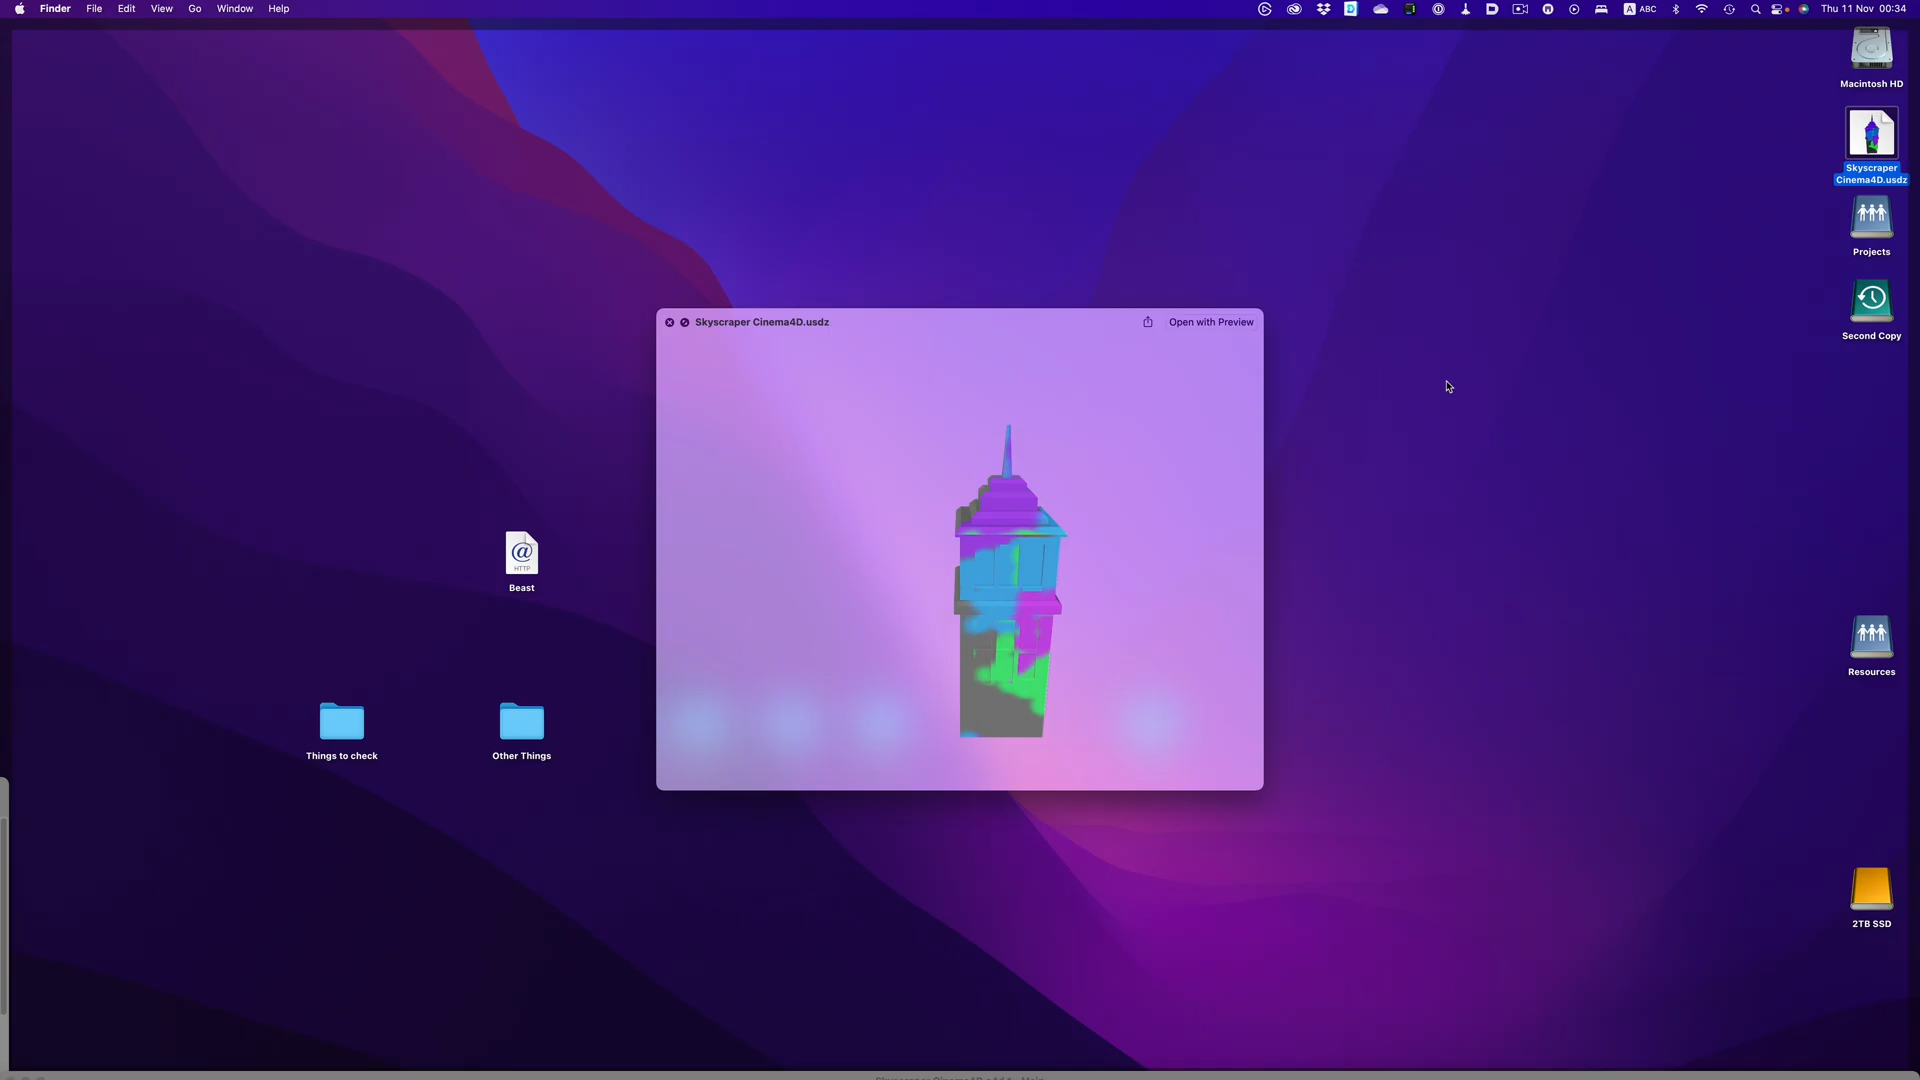 Finder File Edit View Go Window Help
ABC Thu 11 Nov 00:34
Macintosh HD
Skyscraper
Cinema4D.usdz
Projects
Second Copy
Skyscraper Cinema4D.usdz Open with Preview
HTTP
Beast
Things to check
Other Things
Resources
2TB SSD